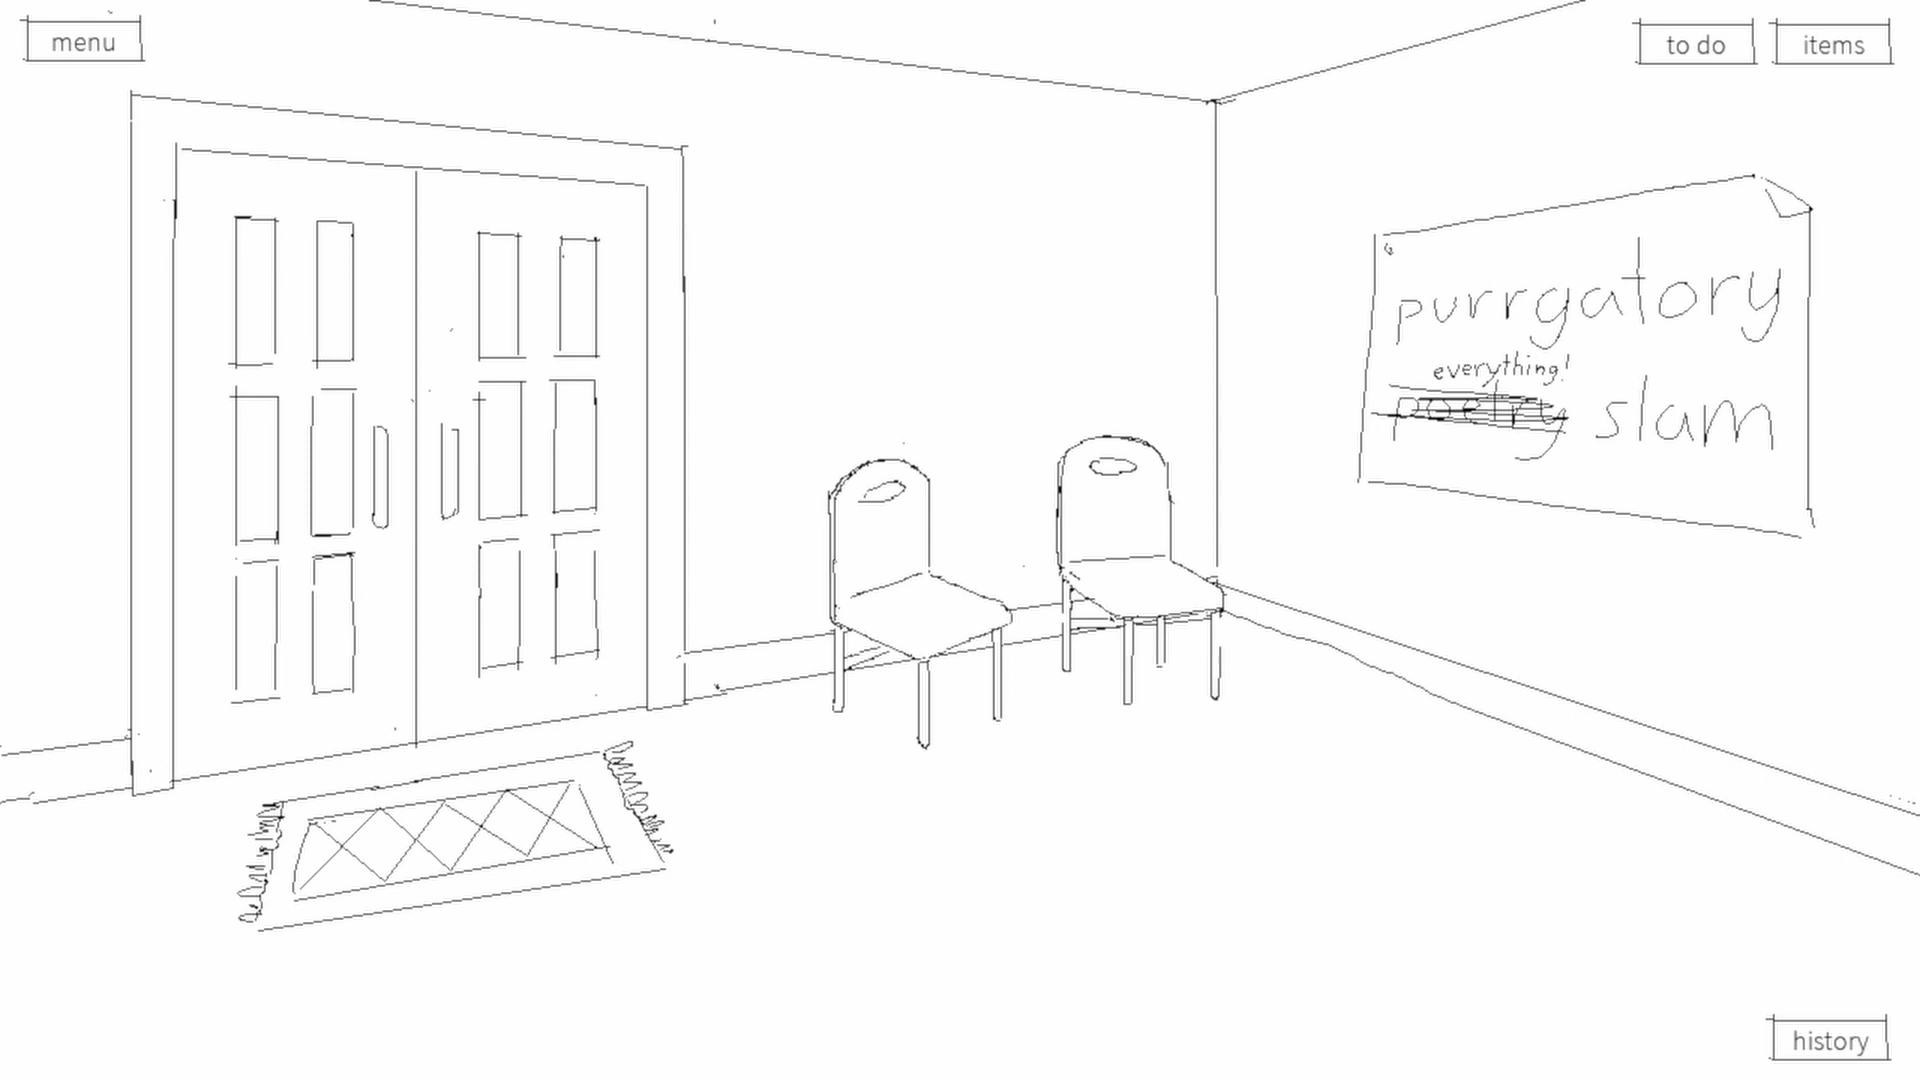 menu
to do
items
purrgatory
everything!
poetry slam
history